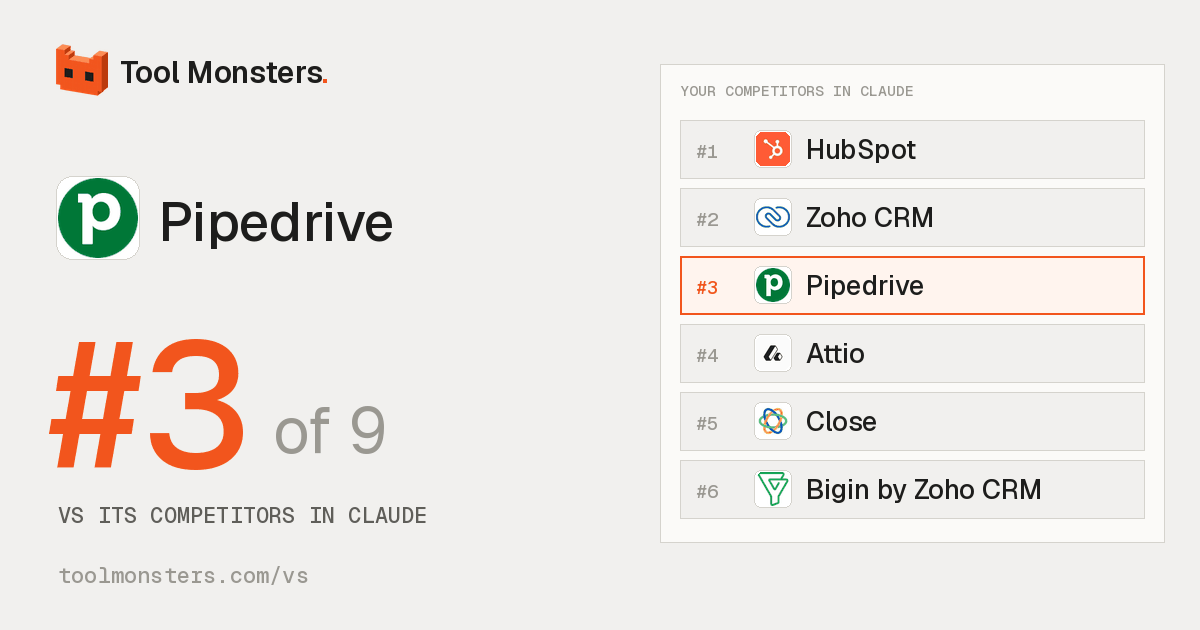 Tool Monsters.
Pipedrive
#3 of 9
VS ITS COMPETITORS IN CLAUDE
toolmonsters.com/vs
YOUR COMPETITORS IN CLAUDE
#1 HubSpot
#2 Zoho CRM
#3 Pipedrive
#4 Attio
#5 Close
#6 Bigin by Zoho CRM